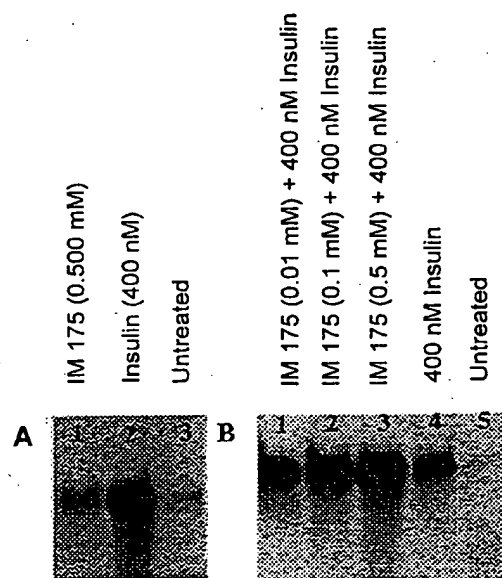 IM 175 (0.500 mM)
Insulin (400 nM)
Untreated
IM 175 (0.01 mM) + 400 nM Insulin
IM 175 (0.1 mM) + 400 nM Insulin
IM 175 (0.5 mM) + 400 nM Insulin
400 nM Insulin
Untreated
A
1 2 3
B
1 2 3 4 5